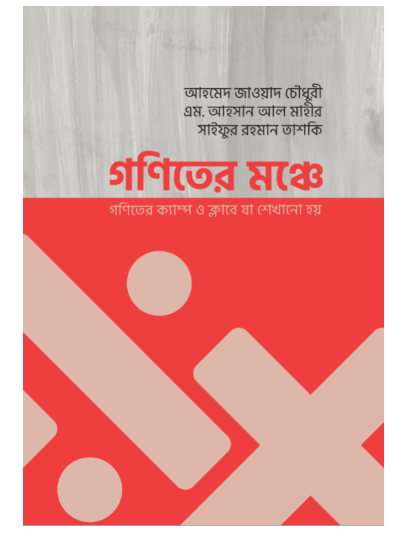 আহমেদ জাওয়াদ চৌধুরী
এম. আহসান আল মাহীর
সাইফুর রহমান তাশকি
গণিতের মঞ্চে
গণিতের ক্যাম্প ও ক্লাবে যা শেখানো হয়